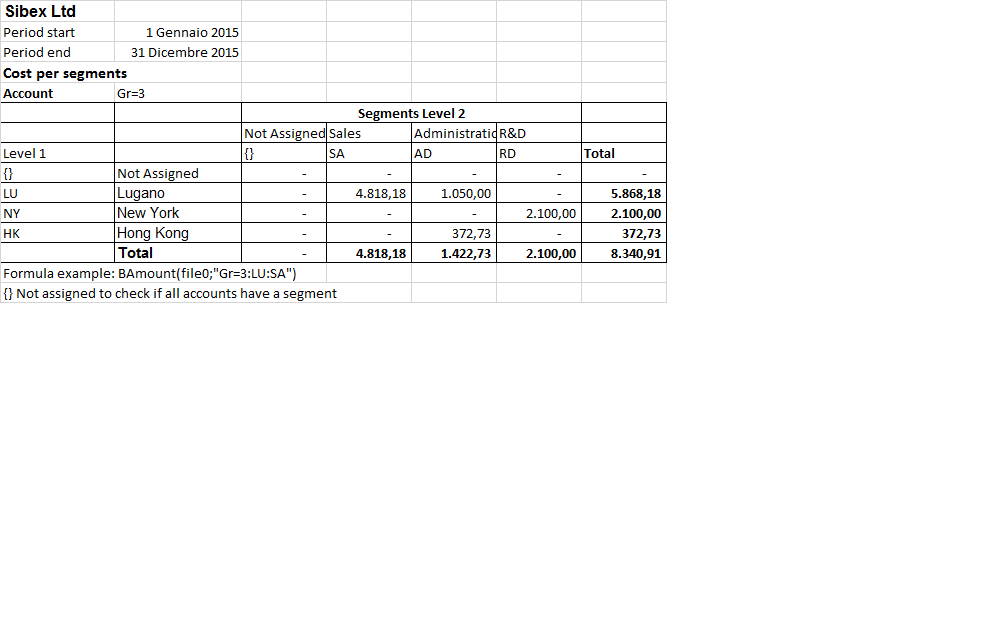 Sibex Ltd
Period start 1 Gennaio 2015
Period end 31 Dicembre 2015
Cost per segments
Account Gr=3
Segments Level 2
Not Assigned Sales Administratic R&D
Level 1 {} SA AD RD Total
{} Not Assigned - - - - -
LU Lugano - 4.818,18 1.050,00 - 5.868,18
NY New York - - - 2.100,00 2.100,00
HK Hong Kong - - 372,73 - 372,73
Total - 4.818,18 1.422,73 2.100,00 8.340,91
Formula example: BAmount(file0;"Gr=3:LU:SA")
{} Not assigned to check if all accounts have a segment